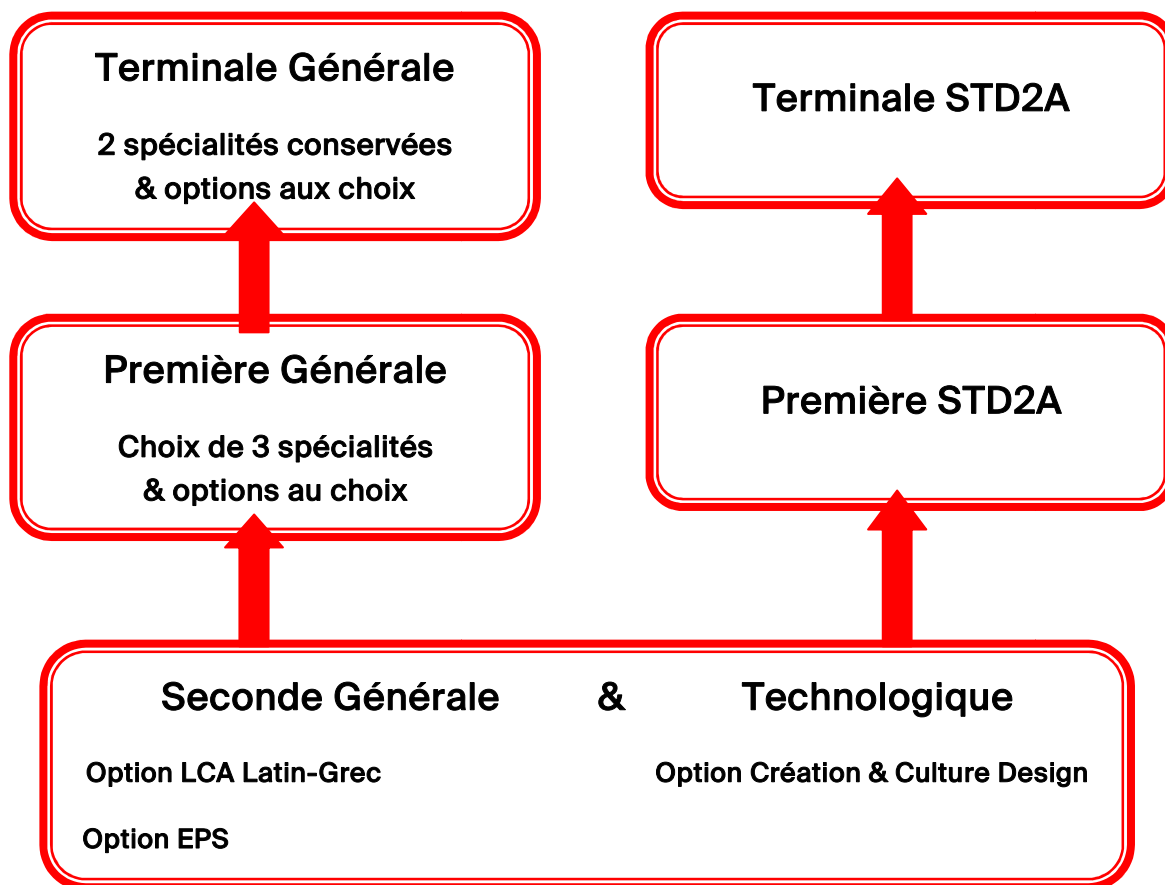 Terminale Générale
2 spécialités conservées
& options aux choix
Terminale STD2A
Première Générale
Choix de 3 spécialités
& options au choix
Première STD2A
Seconde Générale & Technologique
Option LCA Latin-Grec
Option Création & Culture Design
Option EPS